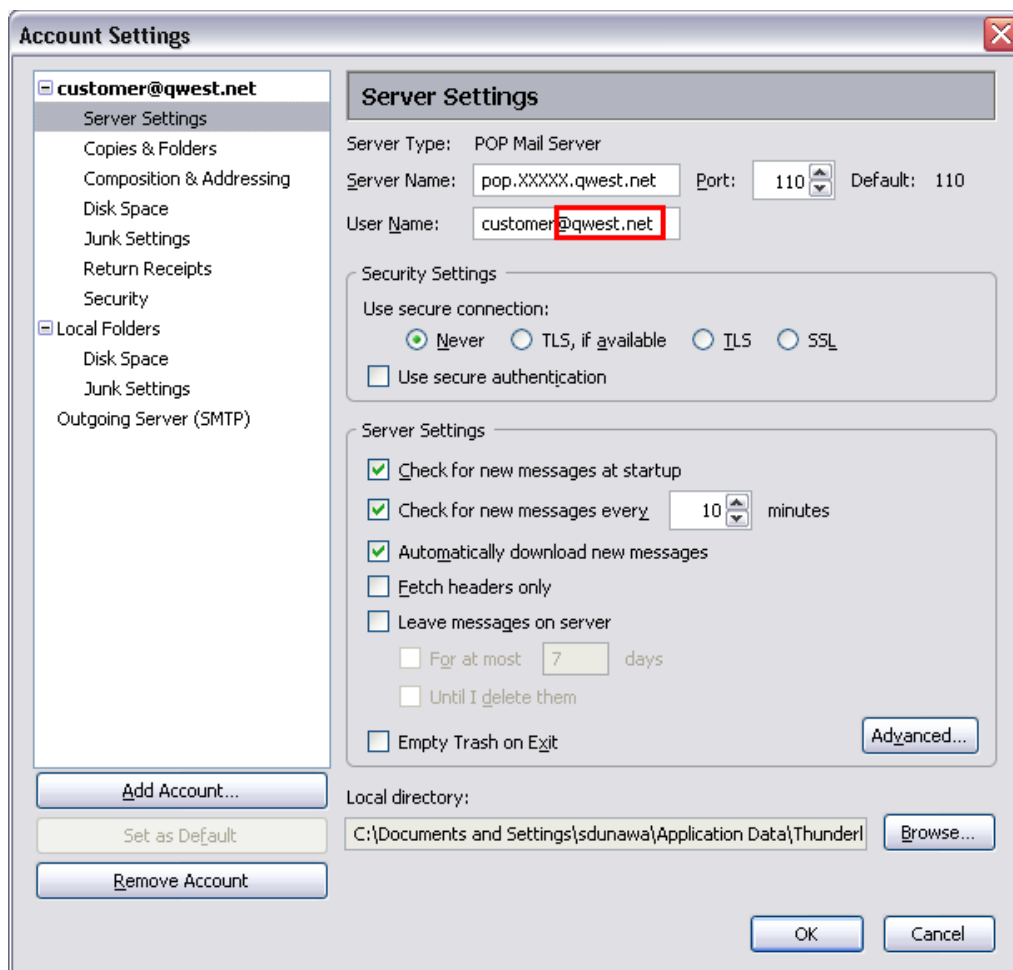 Account Settings
customer@qwest.net
Server Settings
Copies & Folders
Composition & Addressing
Disk Space
Junk Settings
Return Receipts
Security
Local Folders
Disk Space
Junk Settings
Outgoing Server (SMTP)
Add Account...
Set as Default
Remove Account
Server Settings
Server Type: POP Mail Server
Server Name: pop.XXXXX.qwest.net Port: 110 Default: 110
User Name: customer@qwest.net
Security Settings
Use secure connection:
Never TLS, if available TLS SSL
Use secure authentication
Server Settings
Check for new messages at startup
Check for new messages every 10 minutes
Automatically download new messages
Fetch headers only
Leave messages on server
For at most 7 days
Until I delete them
Empty Trash on Exit
Advanced...
Local directory:
C:\Documents and Settings\sdunawa\Application Data\Thunderl Browse...
OK Cancel